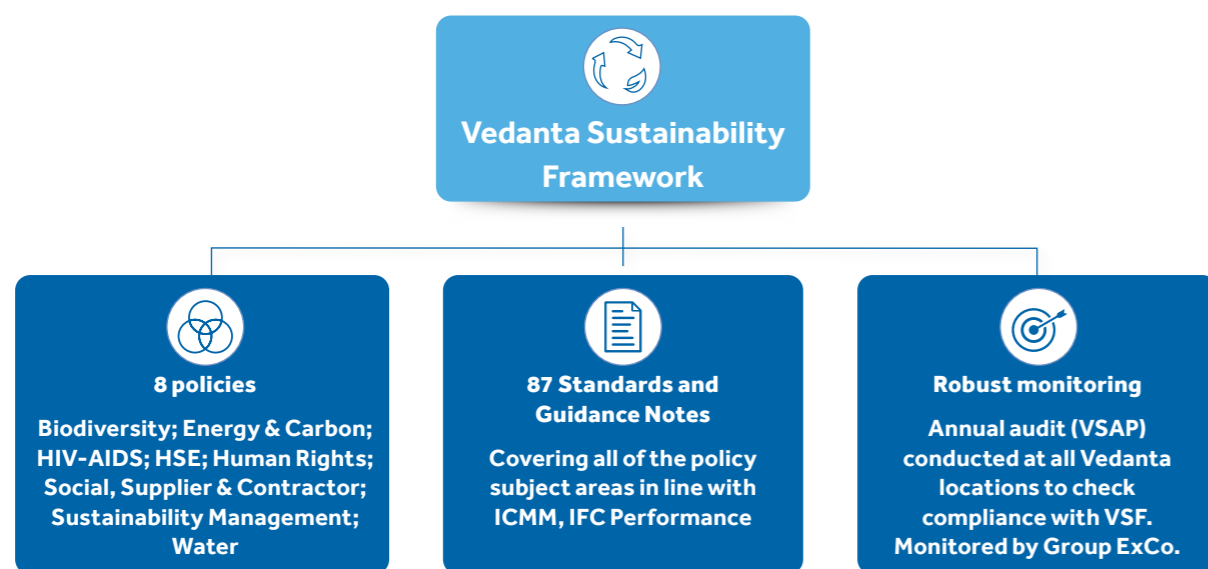 Vedanta Sustainability
Framework
8 policies
Biodiversity; Energy & Carbon;
HIV-AIDS; HSE; Human Rights;
Social, Supplier & Contractor;
Sustainability Management;
Water
87 Standards and
Guidance Notes
Covering all of the policy
subject areas in line with
ICMM, IFC Performance
Robust monitoring
Annual audit (VSAP)
conducted at all Vedanta
locations to check
compliance with VSF.
Monitored by Group ExCo.